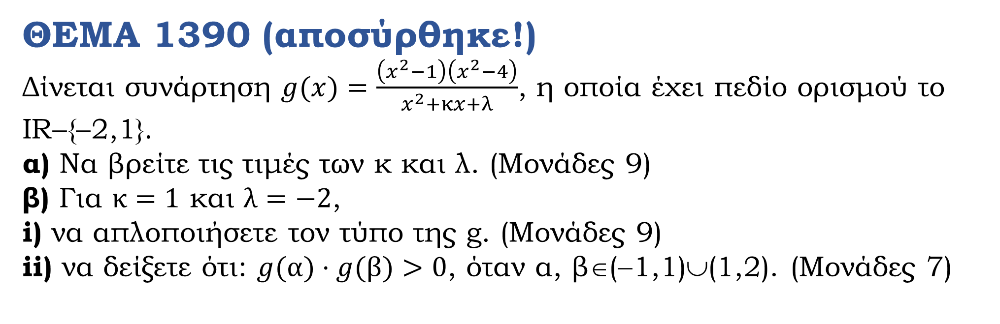 ΘΕΜΑ 1390 (αποσύρθηκε!)
Δίνεται συνάρτηση g(x) = \frac{(x^2−1)(x^2−4)}{x^2+κx+λ}, η οποία έχει πεδίο ορισμού το
IR–{–2,1}.
α) Να βρείτε τις τιμές των κ και λ. (Μονάδες 9)
β) Για κ = 1 και λ = −2,
i) να απλοποιήσετε τον τύπο της g. (Μονάδες 9)
ii) να δείξετε ότι: g(α) · g(β) > 0, όταν α, β∈(–1,1)∪(1,2). (Μονάδες 7)